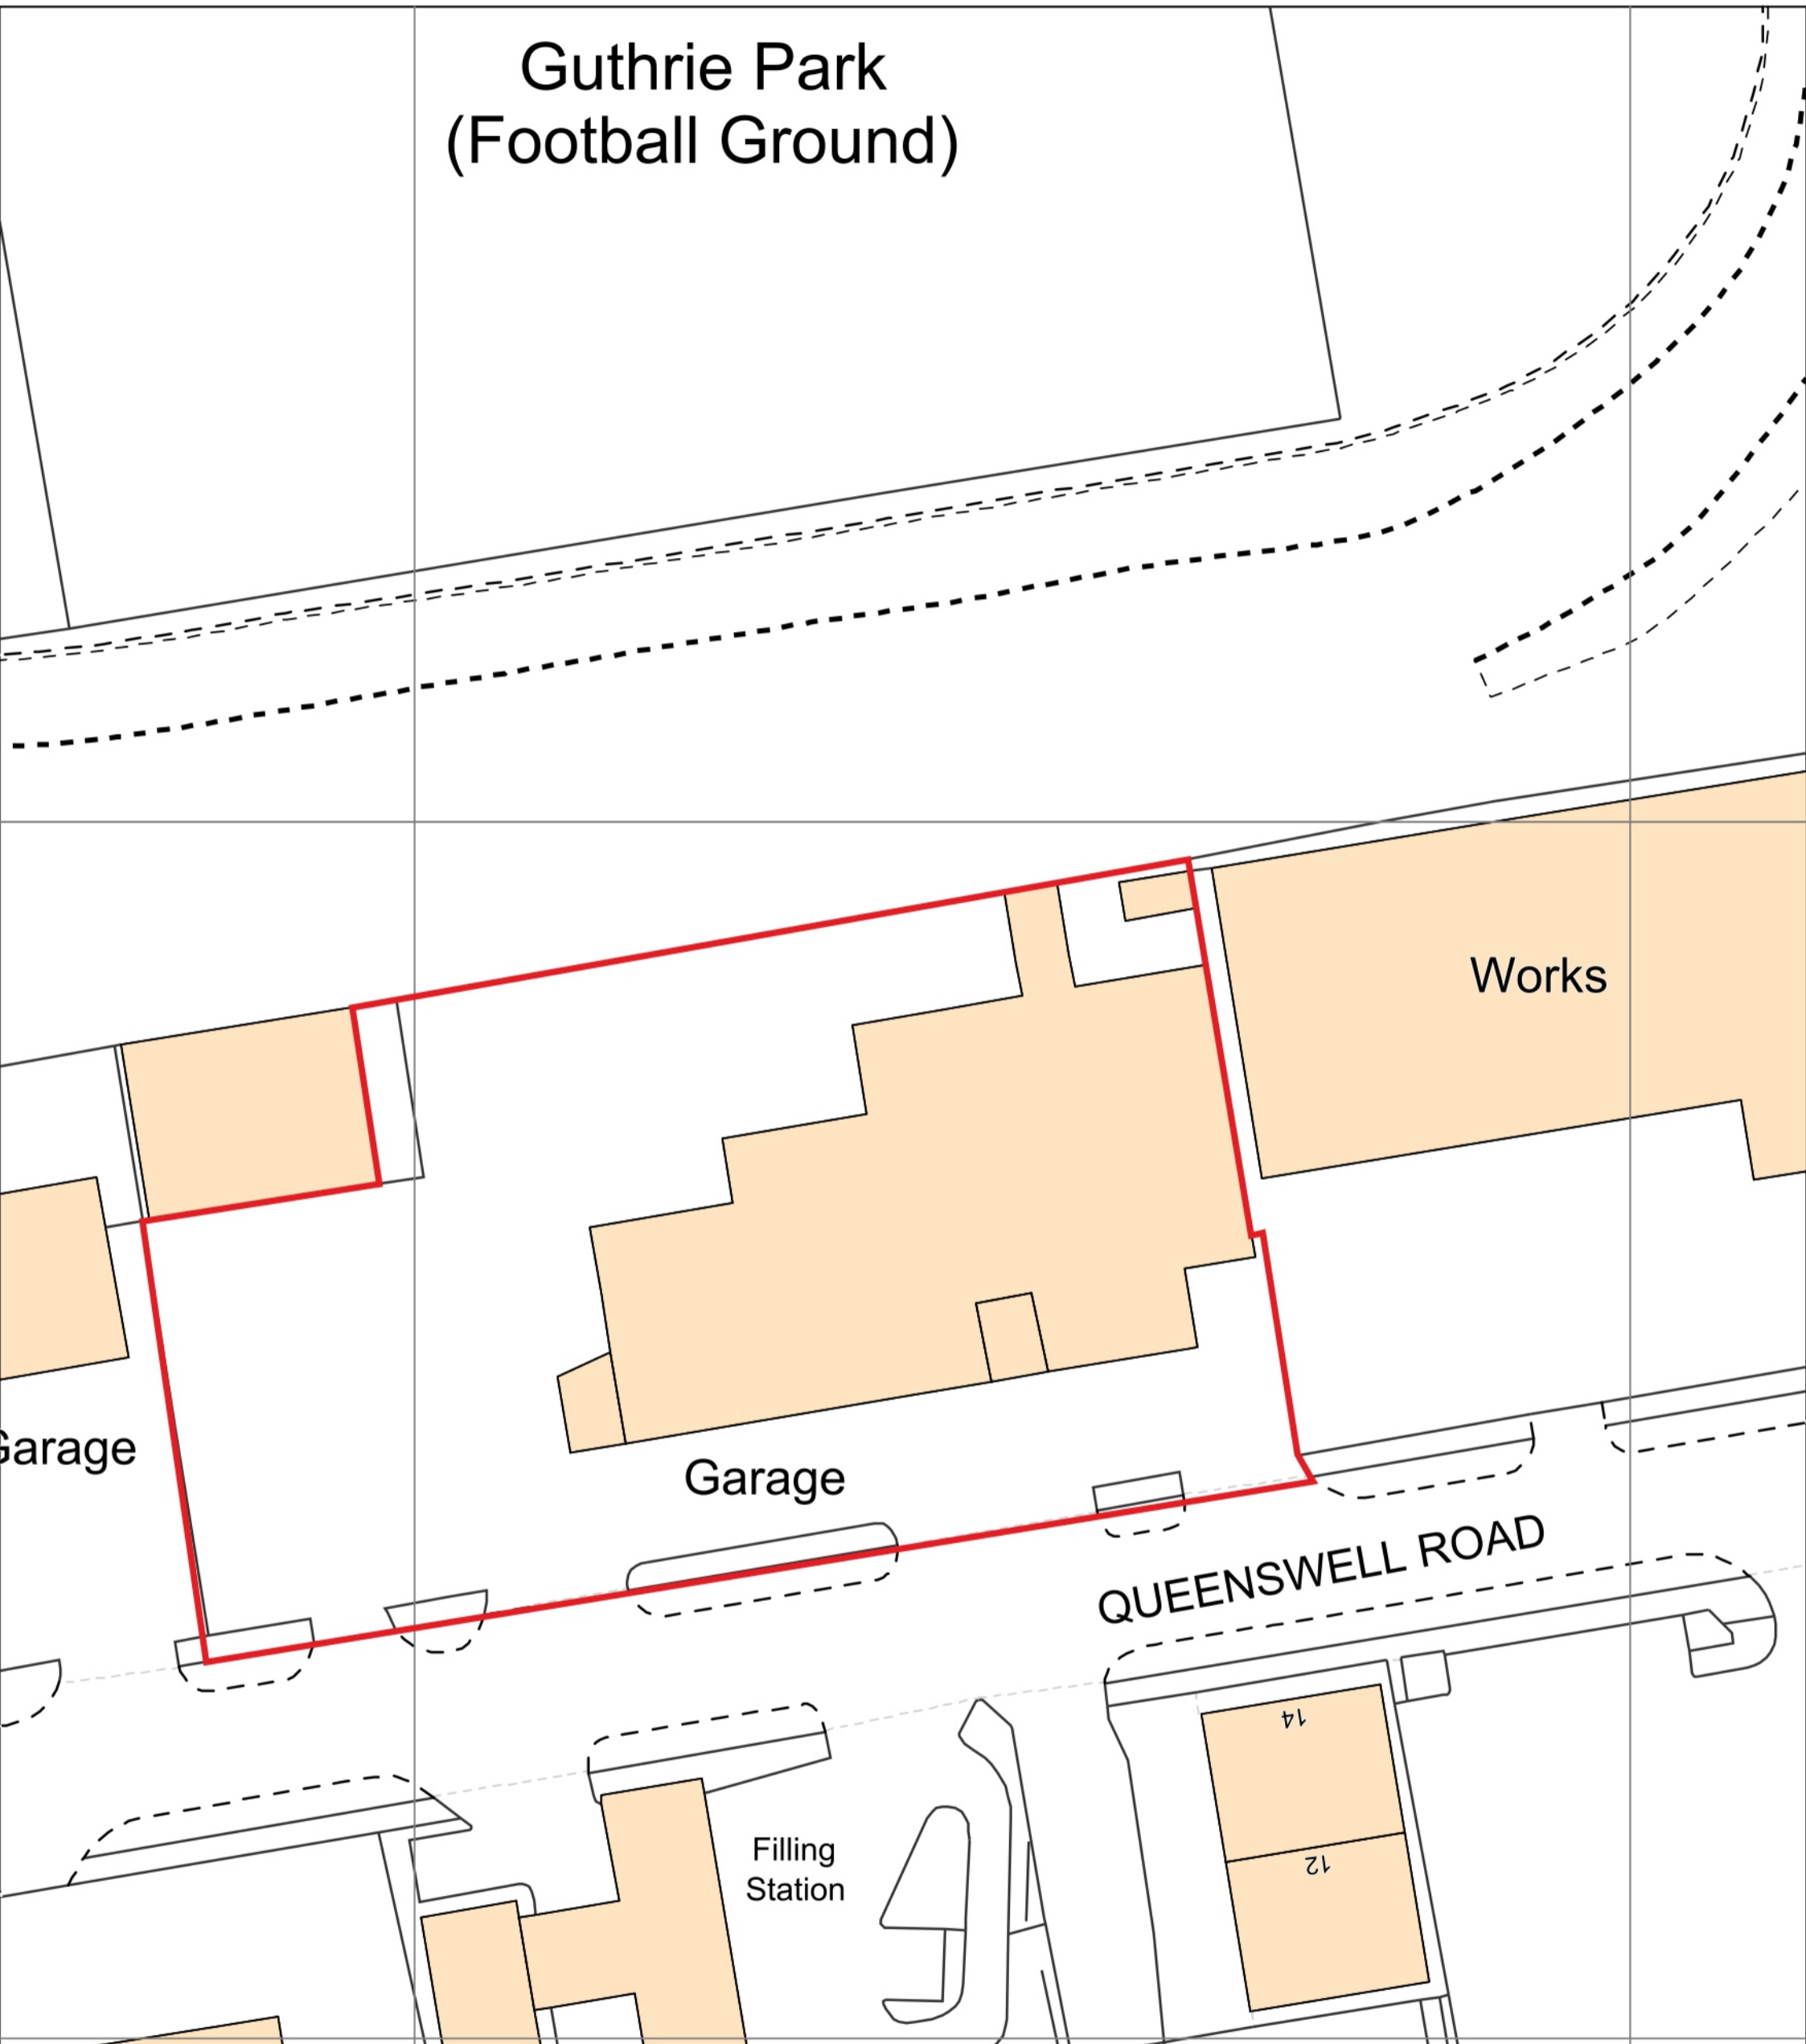 Guthrie Park
(Football Ground)
Works
Garage
Garage
QUEENSWELL ROAD
14
12
Filling
Station